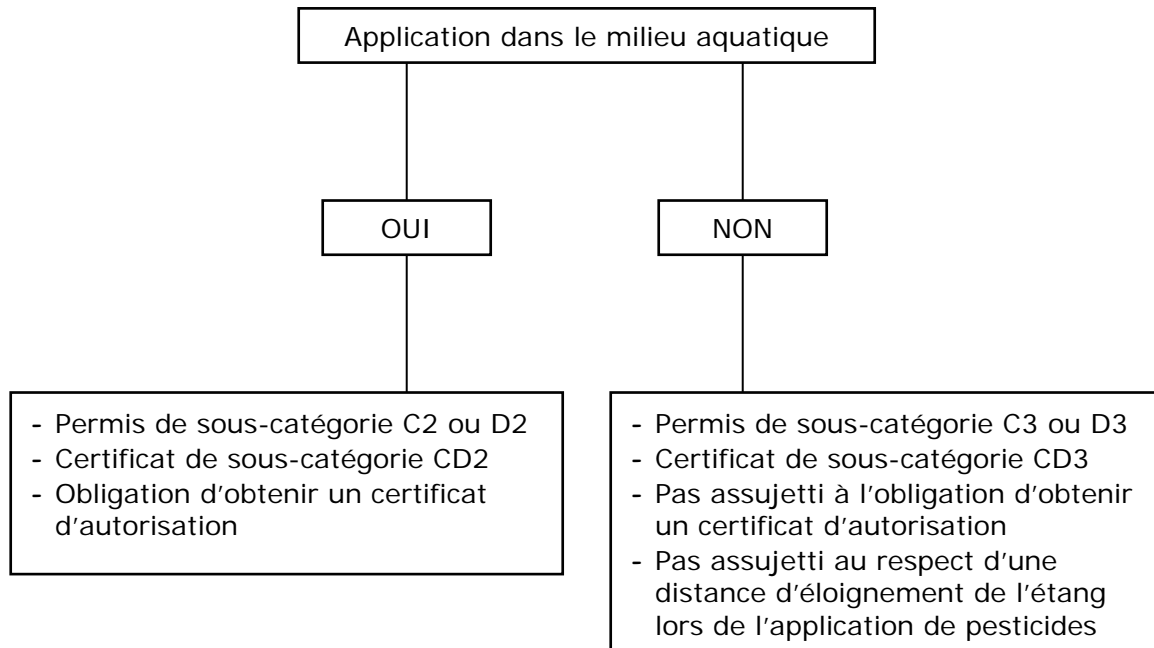 Application dans le milieu aquatique
OUI
NON
- Permis de sous-catégorie C2 ou D2
- Certificat de sous-catégorie CD2
- Obligation d’obtenir un certificat
d’autorisation
- Permis de sous-catégorie C3 ou D3
- Certificat de sous-catégorie CD3
- Pas assujetti à l’obligation d’obtenir
un certificat d’autorisation
- Pas assujetti au respect d’une
distance d’éloignement de l’étang
lors de l’application de pesticides